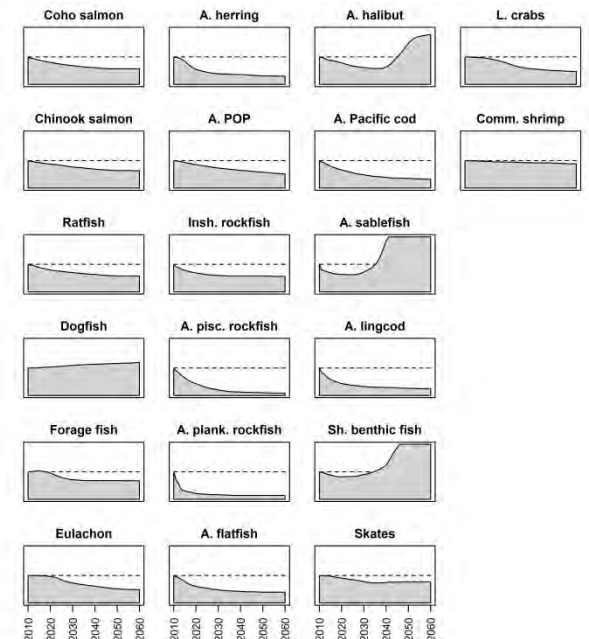 Coho salmon A. herring A. halibut L. crabs
Chinook salmon A. POP A. Pacific cod Comm. shrimp
Ratfish Insh. rockfish A. sablefish
Dogfish A. pisc. rockfish A. lingcod
Forage fish A. plank. rockfish Sh. benthic fish
Eulachon A. flatfish Skates
2010 2020 2030 2040 2050 2060 2010 2020 2030 2040 2050 2060 2010 2020 2030 2040 2050 2060